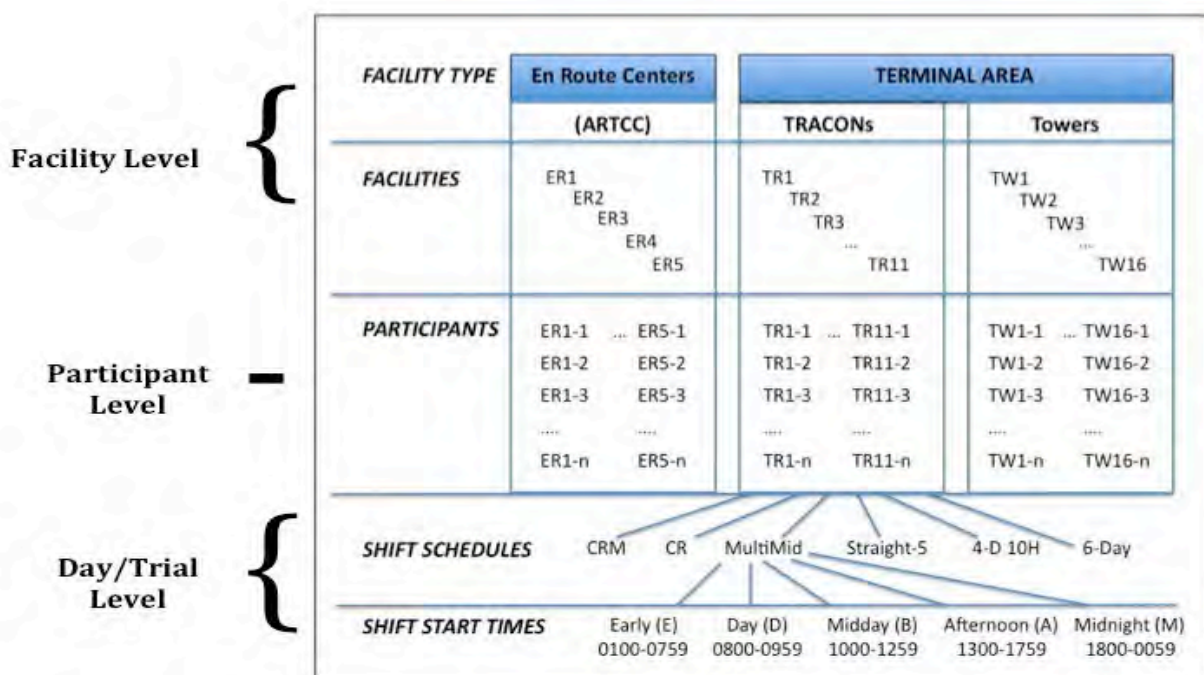 FACILITY TYPE En Route Centers TERMINAL AREA
(ARTCC) TRACONs Towers
Facility Level
FACILITIES ER1 TR1 TW1
ER2 TR2 TW2
ER3 TR3 TW3
ER4 ... ....
ER5 TR11 TW16
PARTICIPANTS ER1-1 ... ER5-1 TR1-1 ... TR11-1 TW1-1 ... TW16-1
ER1-2 ER5-2 TR1-2 TR11-2 TW1-2 TW16-2
Participant Level
ER1-3 ER5-3 TR1-3 TR11-3 TW1-3 TW16-3
.... .... .... .... .... ....
ER1-n ER5-n TR1-n TR11-n TW1-n TW16-n
SHIFT SCHEDULES CRM CR MultiMid Straight-5 4-D 10H 6-Day
Day/Trial Level
SHIFT START TIMES Early (E) Day (D) Midday (B) Afternoon (A) Midnight (M)
0100-0759 0800-0959 1000-1259 1300-1759 1800-0059